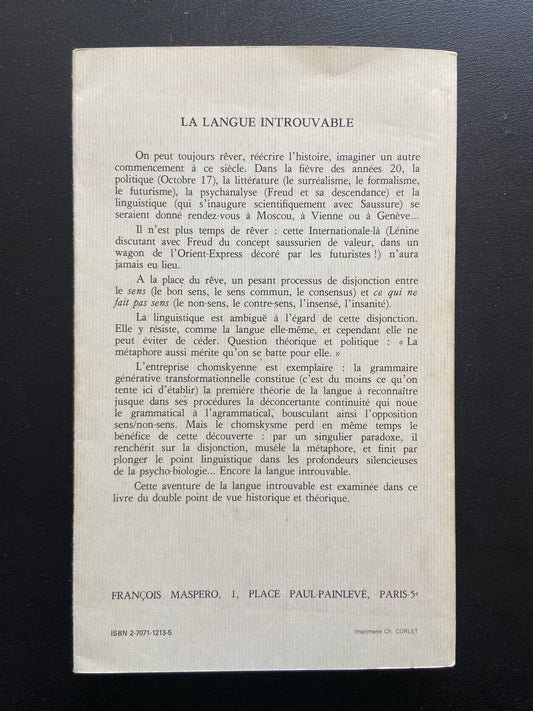 LA LANGUE INTROUVABLE
On peut toujours rêver, réécrire l'histoire, imaginer un autre
commencement à ce siècle. Dans la fièvre des années 20, la
politique (Octobre 17), la littérature (le surréalisme, le formalisme,
le futurisme), la psychanalyse (Freud et sa descendance) et la
linguistique (qui s'inaugure scientifiquement avec Saussure) se
seraient donné rendez-vous à Moscou, à Vienne ou à Genève...
Il n'est plus temps de rêver : cette Internationale-là (Lénine
discutant avec Freud du concept saussurien de valeur, dans un
wagon de l'Orient-Express décoré par les futuristes !) n'aura
jamais eu lieu.
A la place du rêve, un pesant processus de disjonction entre
le sens (le bon sens, le sens commun, le consensus) et ce qui ne
fait pas sens (le non-sens, le contre-sens, l'insensé, l'insanité).
La linguistique est ambiguë à l'égard de cette disjonction.
Elle y résiste, comme la langue elle-même, et cependant elle ne
peut éviter de céder. Question théorique et politique : « La
métaphore aussi mérite qu'on se batte pour elle. »
L'entreprise chomskyenne est exemplaire : la grammaire
générative transformationnelle constitue (c'est du moins ce qu'on
tente ici d'établir) la première théorie de la langue à reconnaître
jusque dans ses procédures la déconcertante continuité qui noue
le grammatical à l'agrammatical, bousculant ainsi l'opposition
sens/non-sens. Mais le chomskysme perd en même temps le
bénéfice de cette découverte : par un singulier paradoxe, il
renchérit sur la disjonction, musèle la métaphore, et finit par
plonger le point linguistique dans les profondeurs silencieuses
de la psycho-biologie... Encore la langue introuvable.
Cette aventure de la langue introuvable est examinée dans ce
livre du double point de vue historique et théorique.
FRANÇOIS MASPERO, 1, PLACE PAUL-PAINLEVÉ, PARIS-5e
ISBN 2-7071-1213-5
Imprimerie Ch. CORLET